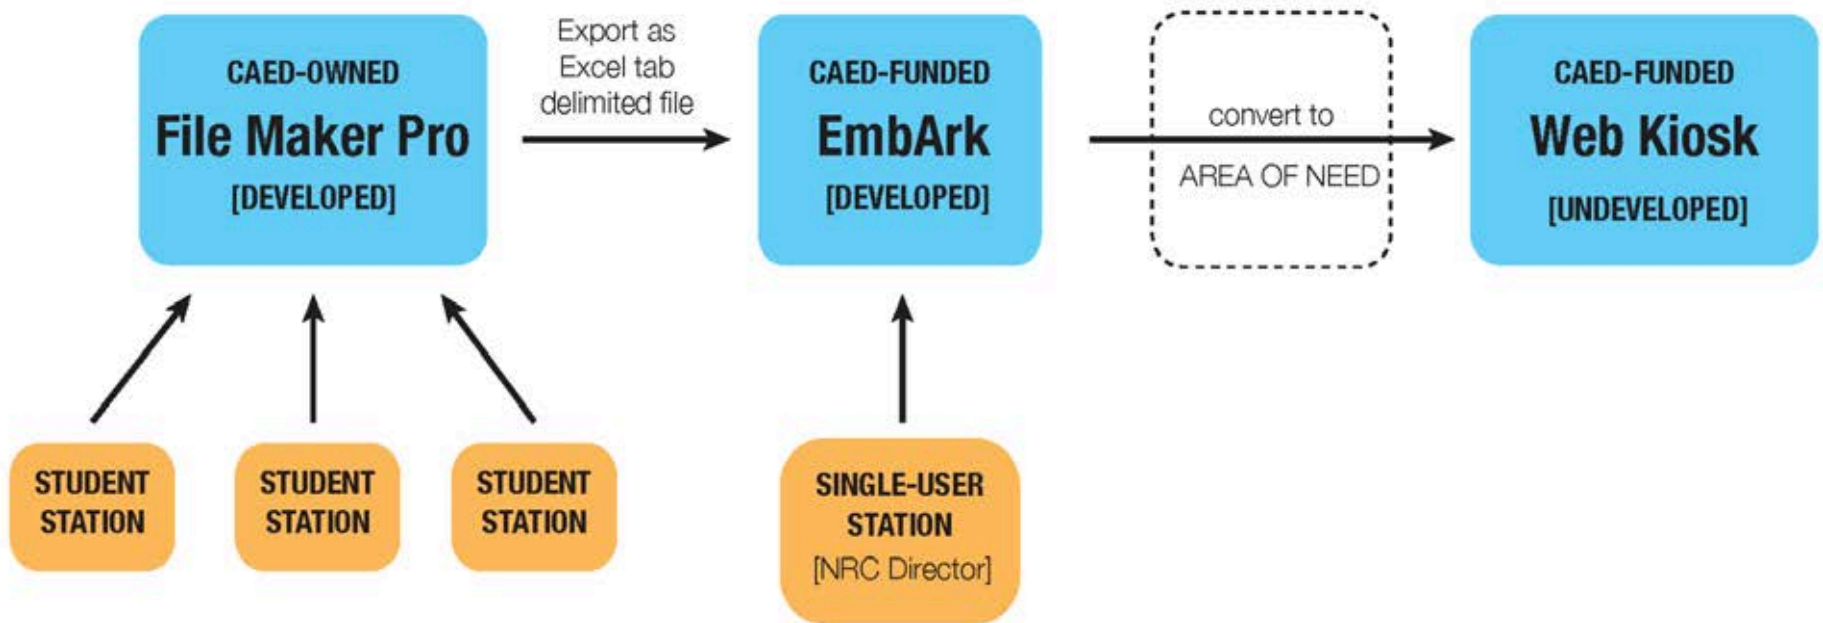 CAED-OWNED
File Maker Pro
[DEVELOPED]
Export as
Excel tab
delimited file
CAED-FUNDED
EmbArk
[DEVELOPED]
convert to
AREA OF NEED
CAED-FUNDED
Web Kiosk
[UNDEVELOPED]
STUDENT
STATION
STUDENT
STATION
STUDENT
STATION
SINGLE-USER
STATION
[NRC Director]